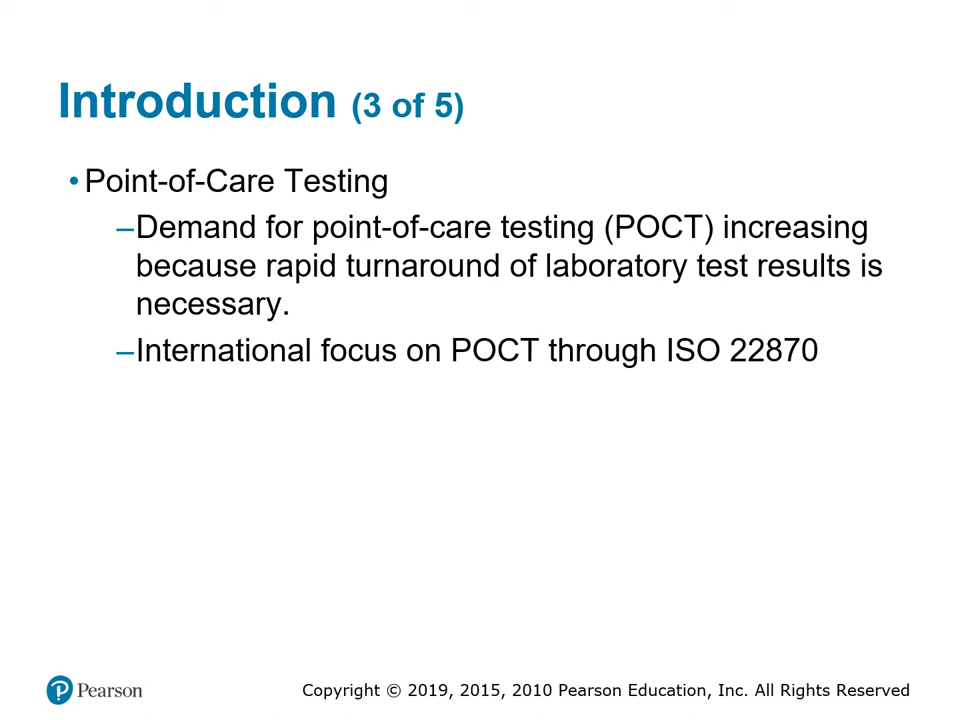 Introduction (3 of 5)
• Point-of-Care Testing
–Demand for point-of-care testing (POCT) increasing
because rapid turnaround of laboratory test results is
necessary.
–International focus on POCT through ISO 22870
Pearson
Copyright © 2019, 2015, 2010 Pearson Education, Inc. All Rights Reserved